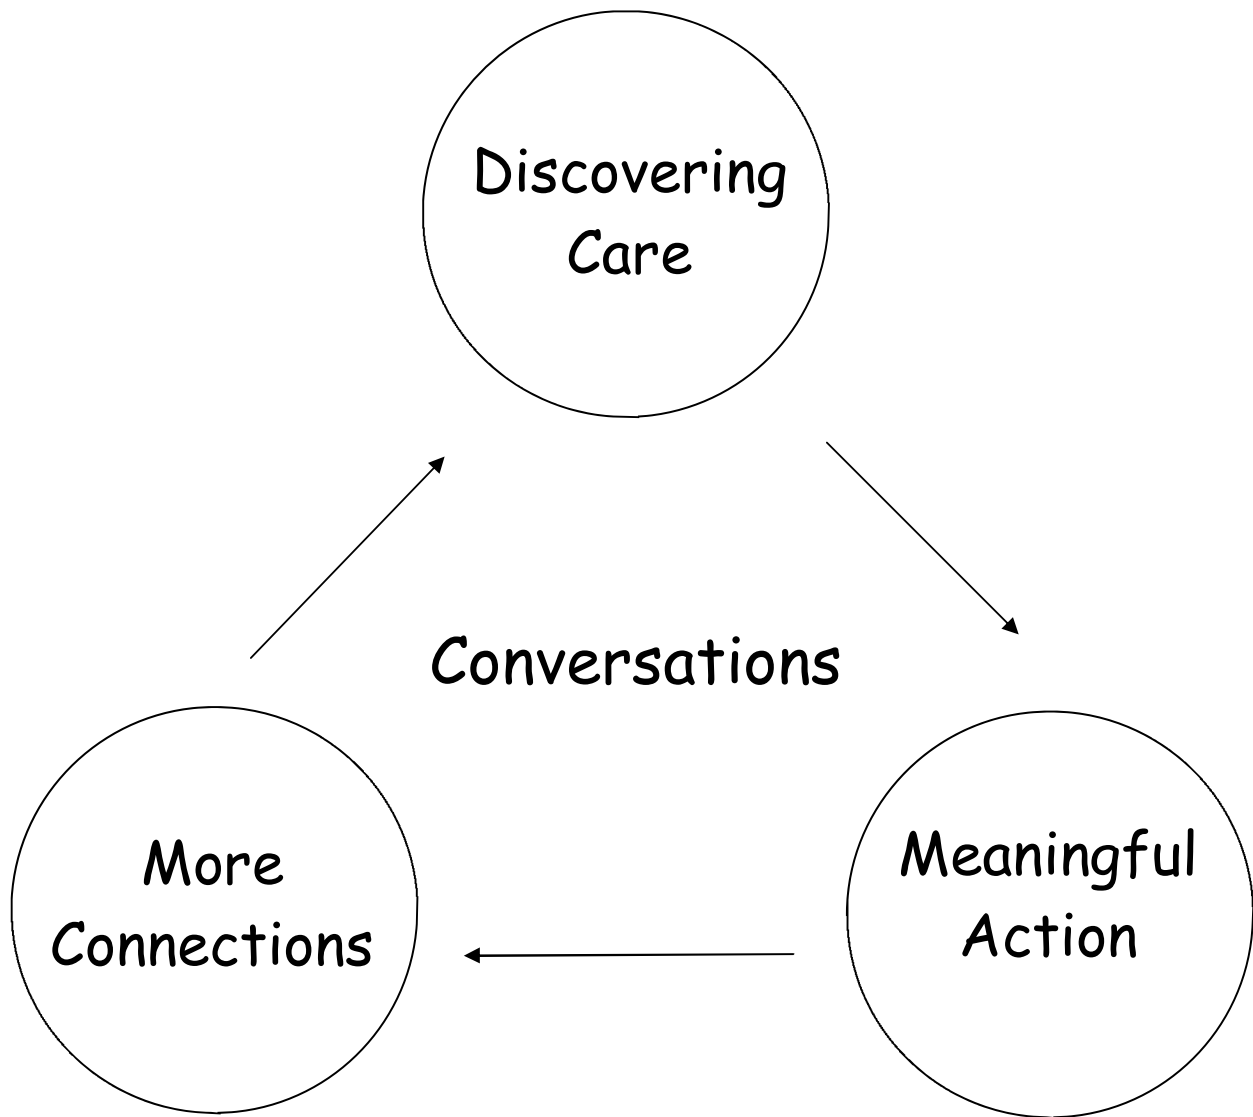 Discovering
Care
Conversations
More
Connections
Meaningful
Action